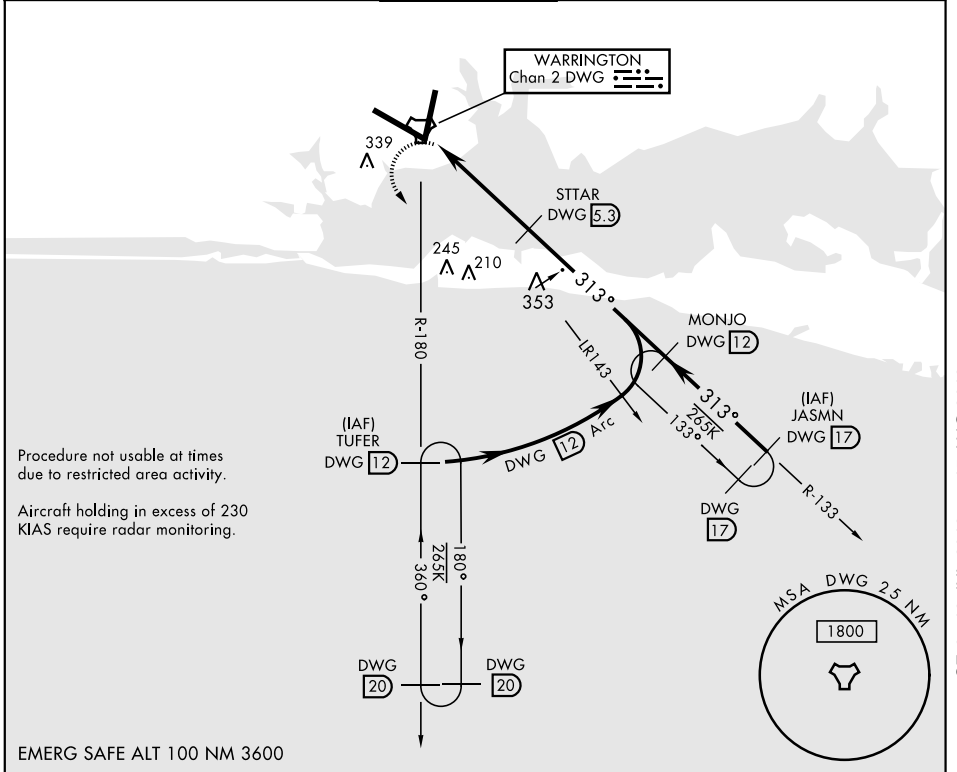 WARRINGTON
Chan 2 DWG
339
STTAR
DWG 5.3
245
210
353
313°
R-180
LR143
MONJO
DWG 12
313°
265K
133°
(IAF)
JASMN
DWG 17
(IAF)
TUFER
DWG 12
DWG 12 Arc
DWG
17
R-133
Procedure not usable at times
due to restricted area activity.
Aircraft holding in excess of 230
KIAS require radar monitoring.
360°
265K
180°
DWG
20
DWG
20
MSA DWG 25 NM
1800
EMERG SAFE ALT 100 NM 3600